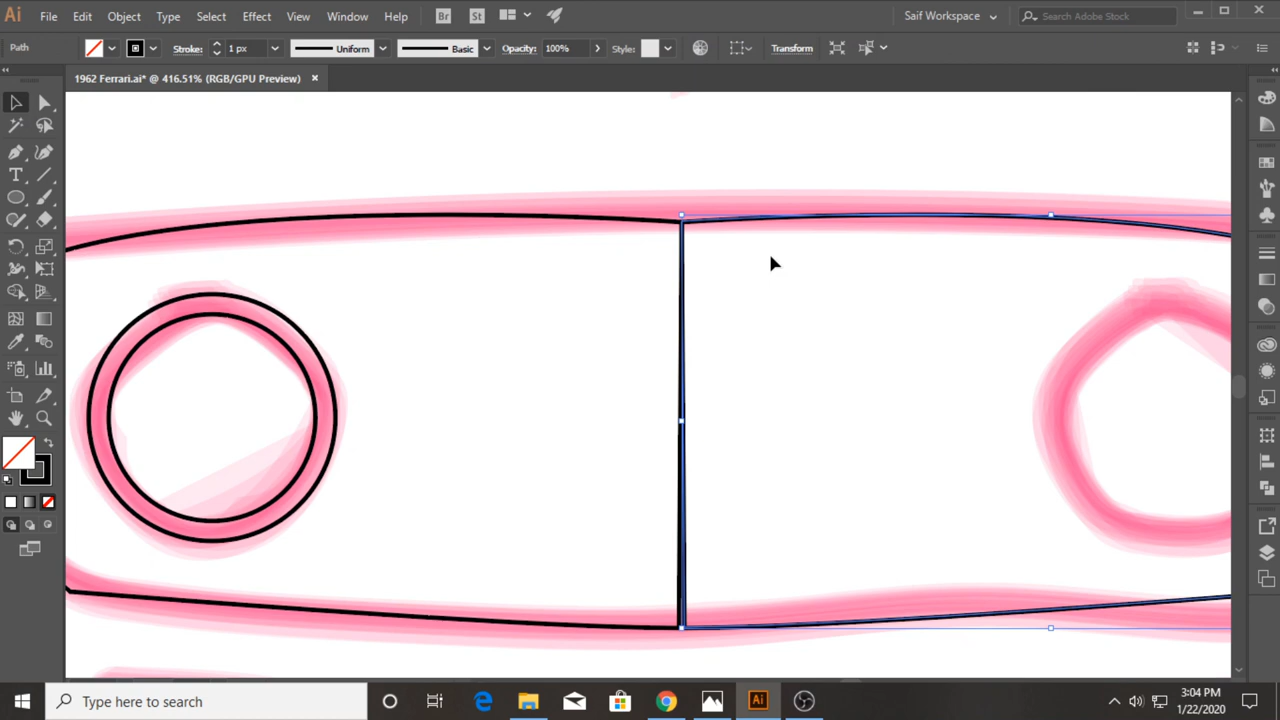 Ai File Edit Object Type Select Effect View Window Help Br St Saif Workspace Search Adobe Stock
Path Stroke: 1 px Uniform Basic Opacity: 100% Style: Transform
1962 Ferrari.ai* @ 416.51% (RGB/GPU Preview)
Type here to search Ai 3:04 PM
1/22/2020